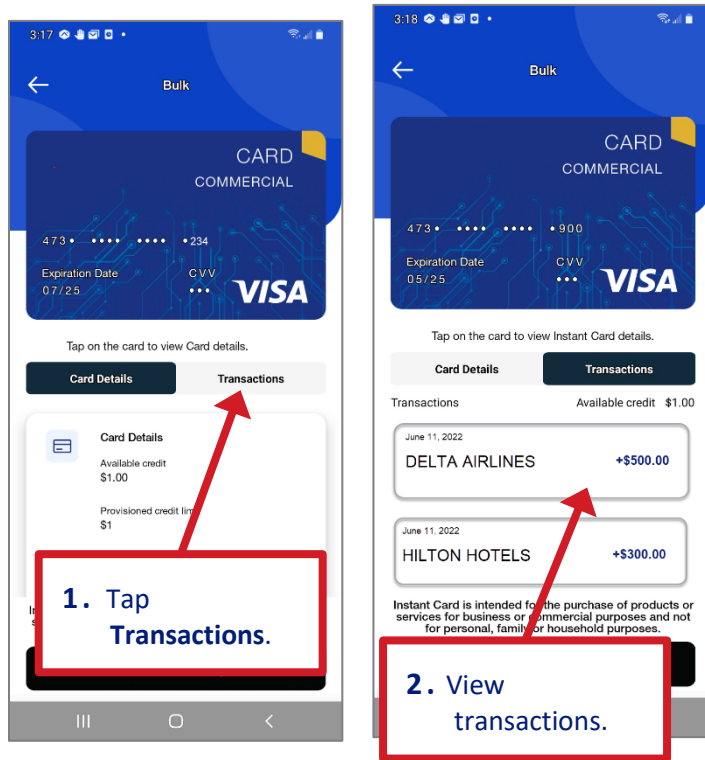 3:17
Bulk
CARD
COMMERCIAL
473• •••• •••• •234
Expiration Date
07/25
CVV
•••
VISA
Tap on the card to view Card details.
Card Details
Transactions
Card Details
Available credit
$1.00
Provisioned credit lim
$1
1. Tap
Transactions.
3:18
Bulk
CARD
COMMERCIAL
473• •••• •••• •900
Expiration Date
05/25
CVV
•••
VISA
Tap on the card to view Instant Card details.
Card Details
Transactions
Transactions
Available credit $1.00
June 11, 2022
DELTA AIRLINES
+$500.00
June 11, 2022
HILTON HOTELS
+$300.00
Instant Card is intended for the purchase of products or
services for business or commercial purposes and not
for personal, family or household purposes.
2. View
transactions.